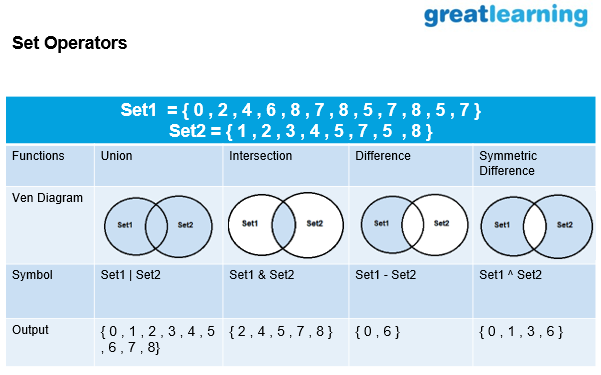 greatlearning
Set Operators
Set1 = { 0 , 2 , 4 , 6 , 8 , 7 , 8 , 5 , 7 , 8 , 5 , 7 }
Set2 = { 1 , 2 , 3 , 4 , 5 , 7 , 5 , 8 }
Functions Union Intersection Difference Symmetric
Difference
Ven Diagram
Set1 Set2 Set1 Set2 Set1 Set2 Set1 Set2
Symbol Set1 | Set2 Set1 & Set2 Set1 - Set2 Set1 ^ Set2
Output { 0 , 1 , 2 , 3 , 4 , 5 { 2 , 4 , 5 , 7 , 8 } { 0 , 6 } { 0 , 1 , 3 , 6 }
, 6 , 7 , 8}